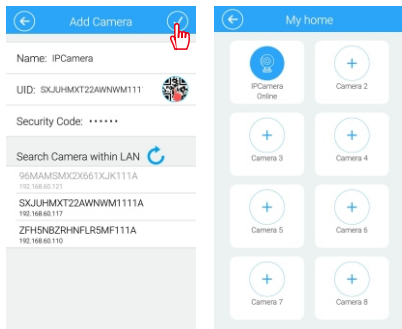 Add Camera
Name: IPCamera
UID: SXJUHMXT22AWNWM111
Security Code: ······
Search Camera within LAN
96MAMSMX2X661XJK111A
192.168.60.121
SXJUHMXT22AWNWM1111A
192.168.60.117
ZFH5NBZRHNFLR5MF111A
192.168.60.110
My home
IPCamera
Online
Camera 2
Camera 3
Camera 4
Camera 5
Camera 6
Camera 7
Camera 8